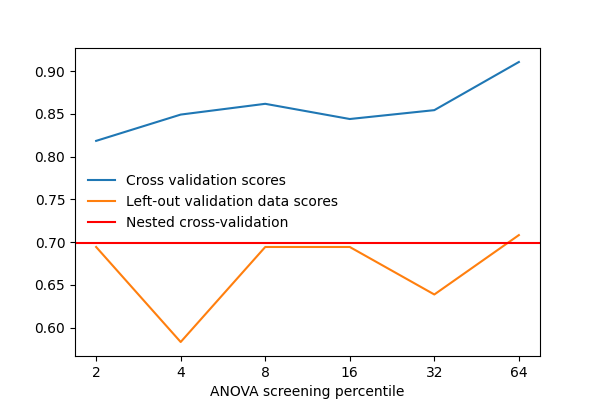 0.90
0.85
0.80
0.75
0.70
0.65
0.60
Cross validation scores
Left-out validation data scores
Nested cross-validation
2 4 8 16 32 64
ANOVA screening percentile